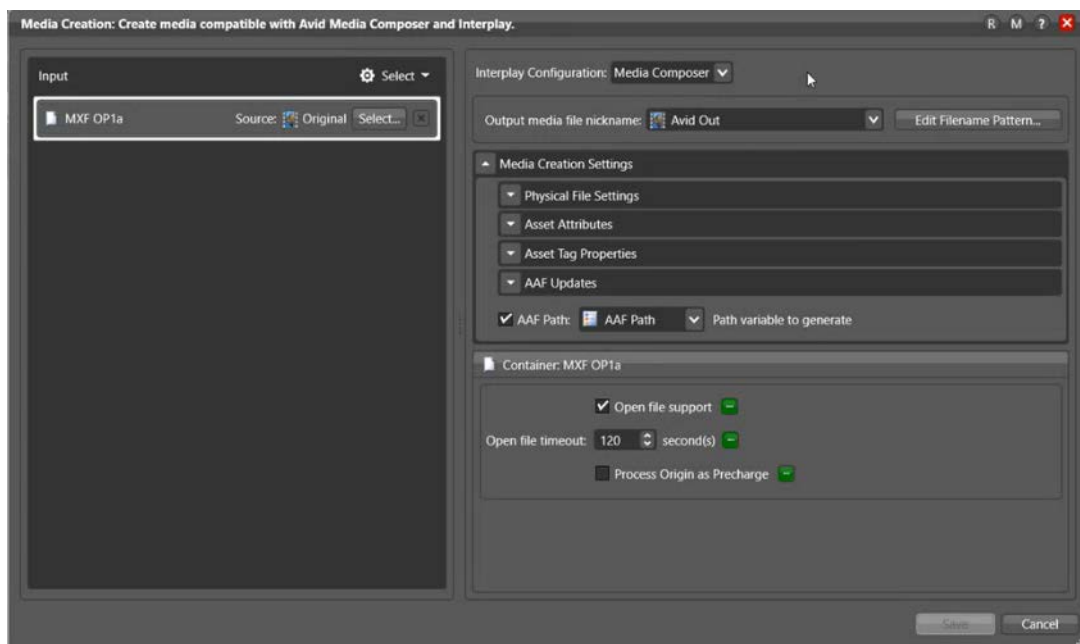 Media Creation: Create media compatible with Avid Media Composer and Interplay.
R M ?
Input Select
MXF OP1a Source: Original Select...
Interplay Configuration: Media Composer
Output media file nickname: Avid Out Edit Filename Pattern...
Media Creation Settings
Physical File Settings
Asset Attributes
Asset Tag Properties
AAF Updates
AAF Path: AAF Path Path variable to generate
Container: MXF OP1a
Open file support
Open file timeout: 120 second(s)
Process Origin as Precharge
Save Cancel